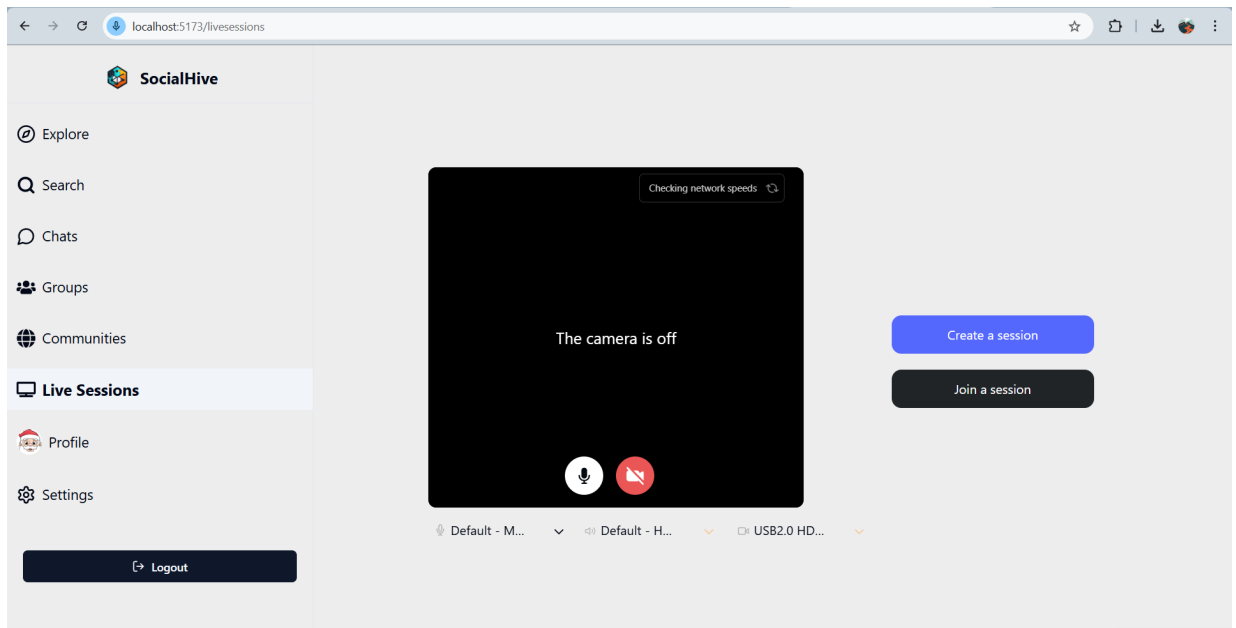 localhost:5173/livesessions
SocialHive
Explore
Search
Chats
Groups
Communities
Live Sessions
Profile
Settings
Logout
Checking network speeds
The camera is off
Default - M...
Default - H...
USB2.0 HD...
Create a session
Join a session